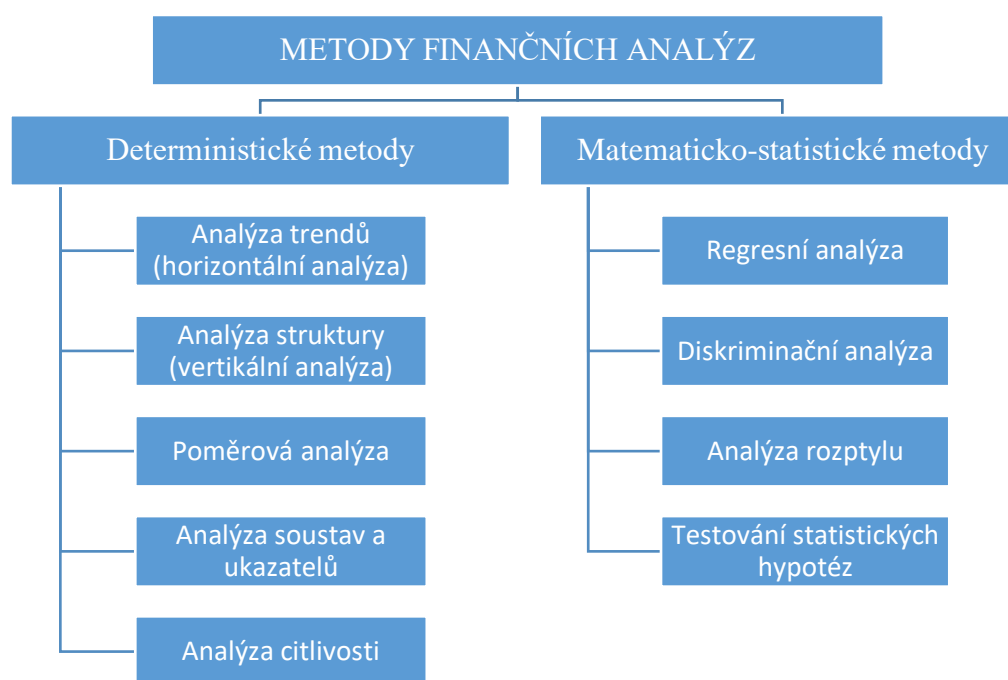 METODY FINANČNÍCH ANALÝZ
Deterministické metody
Analýza trendů
(horizontální analýza)
Analýza struktury
(vertikální analýza)
Poměrová analýza
Analýza soustav a
ukazatelů
Analýza citlivosti
Matematicko-statistické metody
Regresní analýza
Diskriminační analýza
Analýza rozptylu
Testování statistických
hypotéz